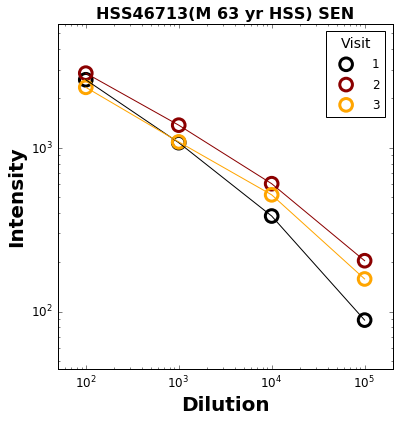 HSS46713(M 63 yr HSS) SEN
Visit
1
2
3
Intensity
10³
10²
10² 10³ 10⁴ 10⁵
Dilution